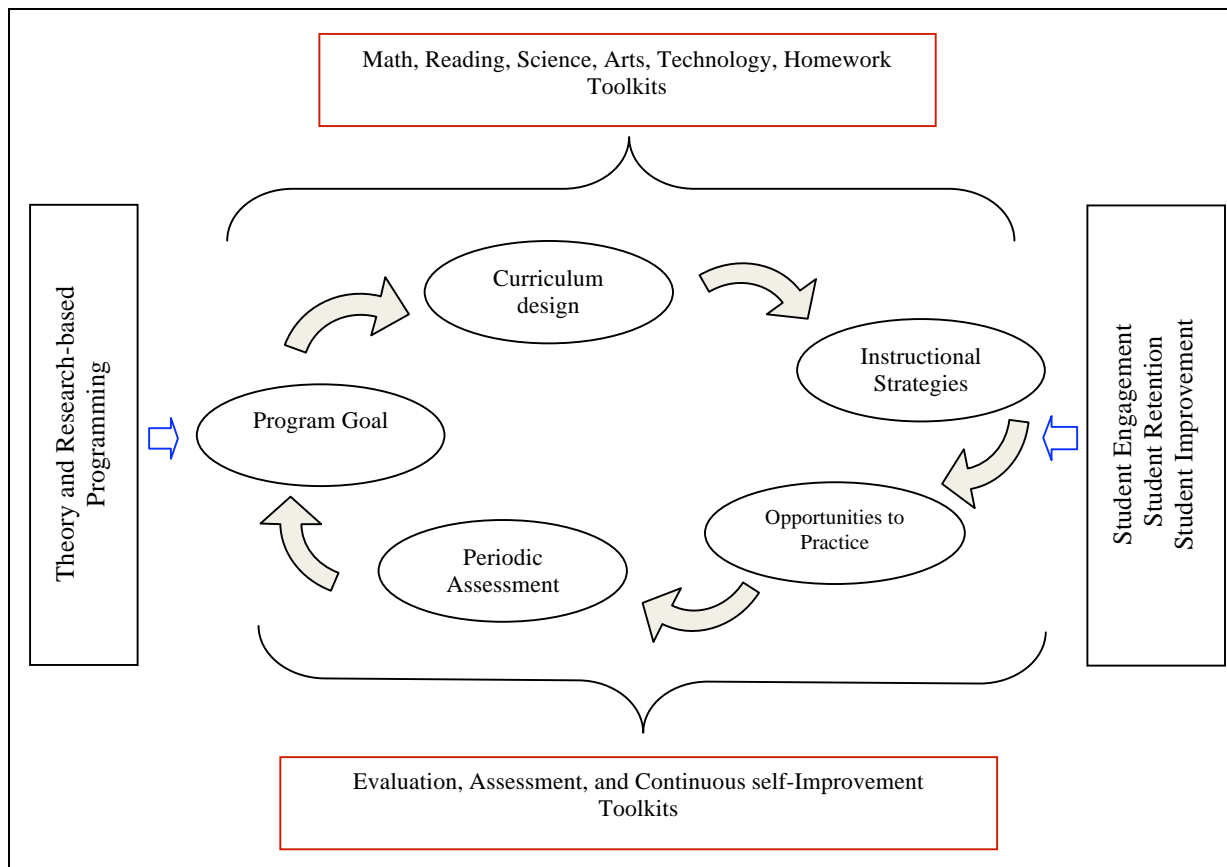 Math, Reading, Science, Arts, Technology, Homework
Toolkits
Theory and Research-based
Programming
Curriculum
design
Instructional
Strategies
Program Goal
Opportunities to
Practice
Periodic
Assessment
Student Engagement
Student Retention
Student Improvement
Evaluation, Assessment, and Continuous self-Improvement
Toolkits